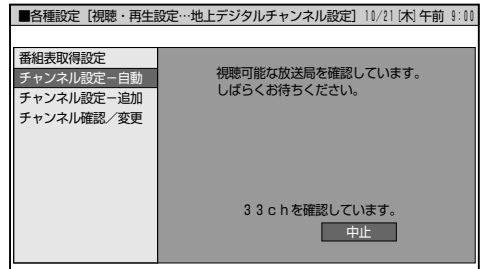 ■各種設定［視聴・再生設定…地上デジタルチャンネル設定］ 10/21[木]午前 9:00
番組表取得設定
チャンネル設定－自動
チャンネル設定－追加
チャンネル確認／変更
視聴可能な放送局を確認しています。
しばらくお待ちください。
３３ｃｈを確認しています。
中止